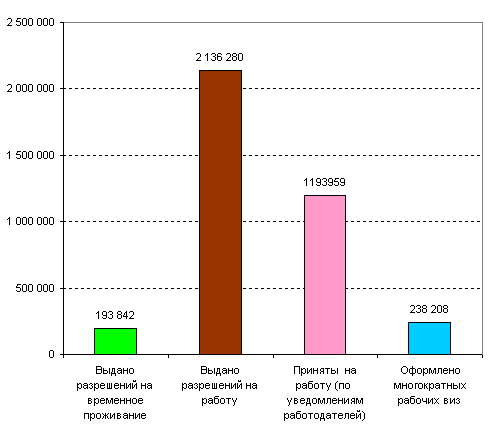 2 500 000
2 136 280
2 000 000
1 500 000
1193959
1 000 000
500 000
193 842
238 208
0
Выдано
разрешений на
временное
проживание
Выдано
разрешений на
работу
Приняты на
работу (по
уведомлениям
работодателей)
Оформлено
многократных
рабочих виз